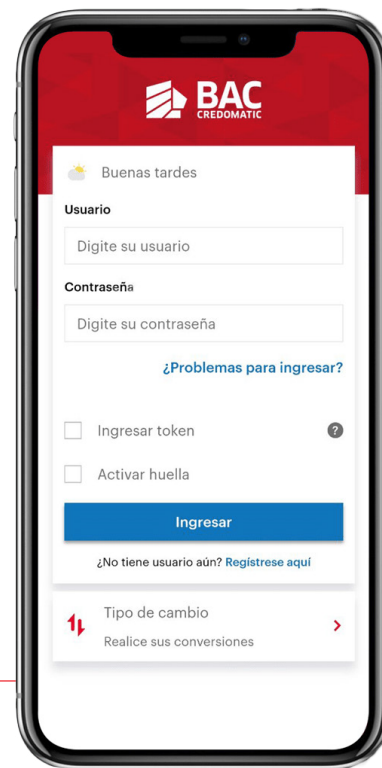 BAC
CREDOMATIC
Buenas tardes
Usuario
Digite su usuario
Contraseña
Digite su contraseña
¿Problemas para ingresar?
Ingresar token ?
Activar huella
Ingresar
¿No tiene usuario aún? Regístrese aquí
Tipo de cambio
Realice sus conversiones